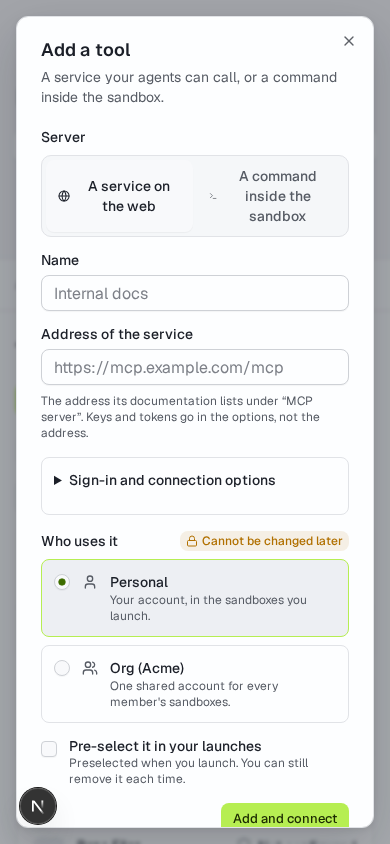 Add a tool
A service your agents can call, or a command
inside the sandbox.
Server
A service on
the web
A command
inside the
sandbox
Name
Internal docs
Address of the service
https://mcp.example.com/mcp
The address its documentation lists under “MCP
server”. Keys and tokens go in the options, not the
address.
Sign-in and connection options
Who uses it
Cannot be changed later
Personal
Your account, in the sandboxes you
launch.
Org (Acme)
One shared account for every
member's sandboxes.
Pre-select it in your launches
Preselected when you launch. You can still
remove it each time.
N
Add and connect